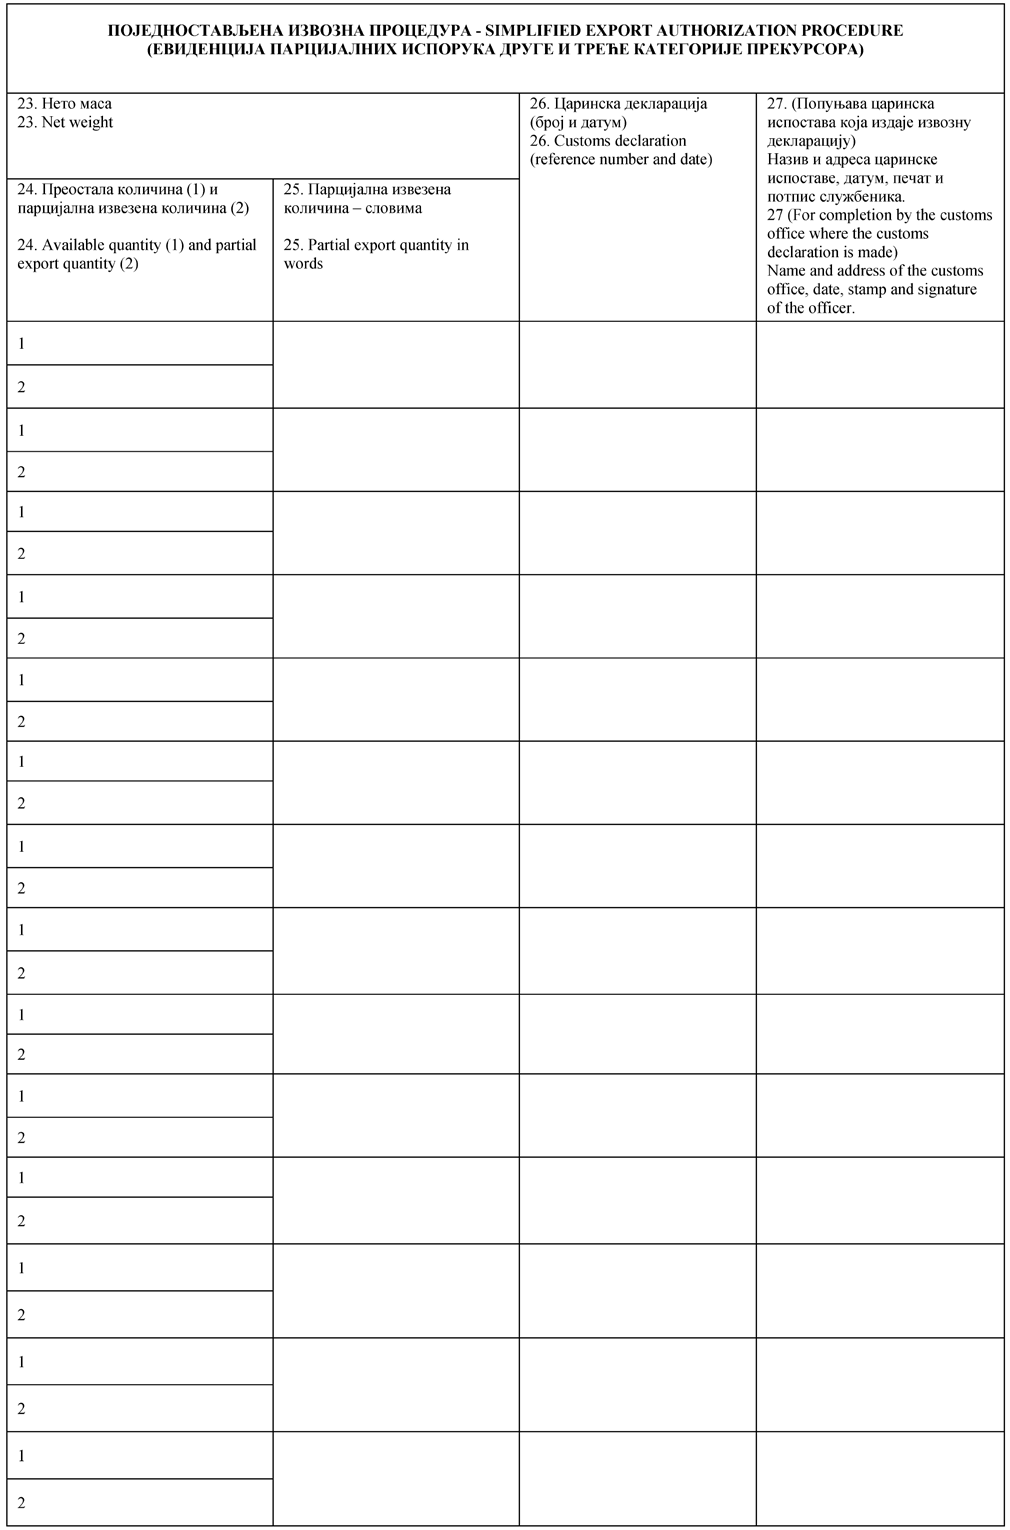 ПОЈЕДНОСТАВЉЕНА ИЗВОЗНА ПРОЦЕДУРА - SIMPLIFIED EXPORT AUTHORIZATION PROCEDURE
(ЕВИДЕНЦИЈА ПАРЦИЈАЛНИХ ИСПОРУКА ДРУГЕ И ТРЕЋЕ КАТЕГОРИЈЕ ПРЕКУРСОРА)
23. Нето маса
23. Net weight
24. Преостала количина (1) и
парцијална извезена количина (2)
24. Available quantity (1) and partial
export quantity (2)
25. Парцијална извезена
количина – словима
25. Partial export quantity in
words
26. Царинска декларација
(број и датум)
26. Customs declaration
(reference number and date)
27. (Попуњава царинска
испостава која издаје извозну
декларацију)
Назив и адреса царинске
испоставе, датум, печат и
потпис службеника.
27 (For completion by the customs
office where the customs
declaration is made)
Name and address of the customs
office, date, stamp and signature
of the officer.
1
2
1
2
1
2
1
2
1
2
1
2
1
2
1
2
1
2
1
2
1
2
1
2
1
2
1
2